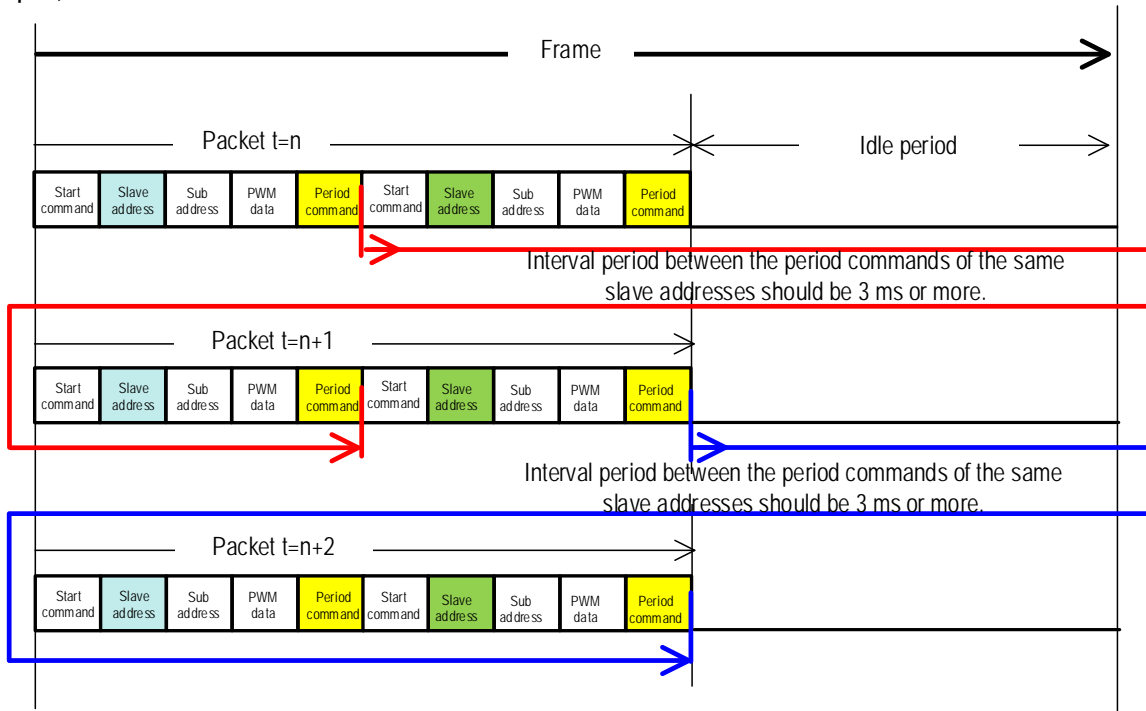 Frame
Packet t=n
Idle period
Start command Slave address Sub address PWM data Period command Start command Slave address Sub address PWM data Period command
Interval period between the period commands of the same
slave addresses should be 3 ms or more.
Packet t=n+1
Start command Slave address Sub address PWM data Period command Start command Slave address Sub address PWM data Period command
Interval period between the period commands of the same
slave addresses should be 3 ms or more.
Packet t=n+2
Start command Slave address Sub address PWM data Period command Start command Slave address Sub address PWM data Period command